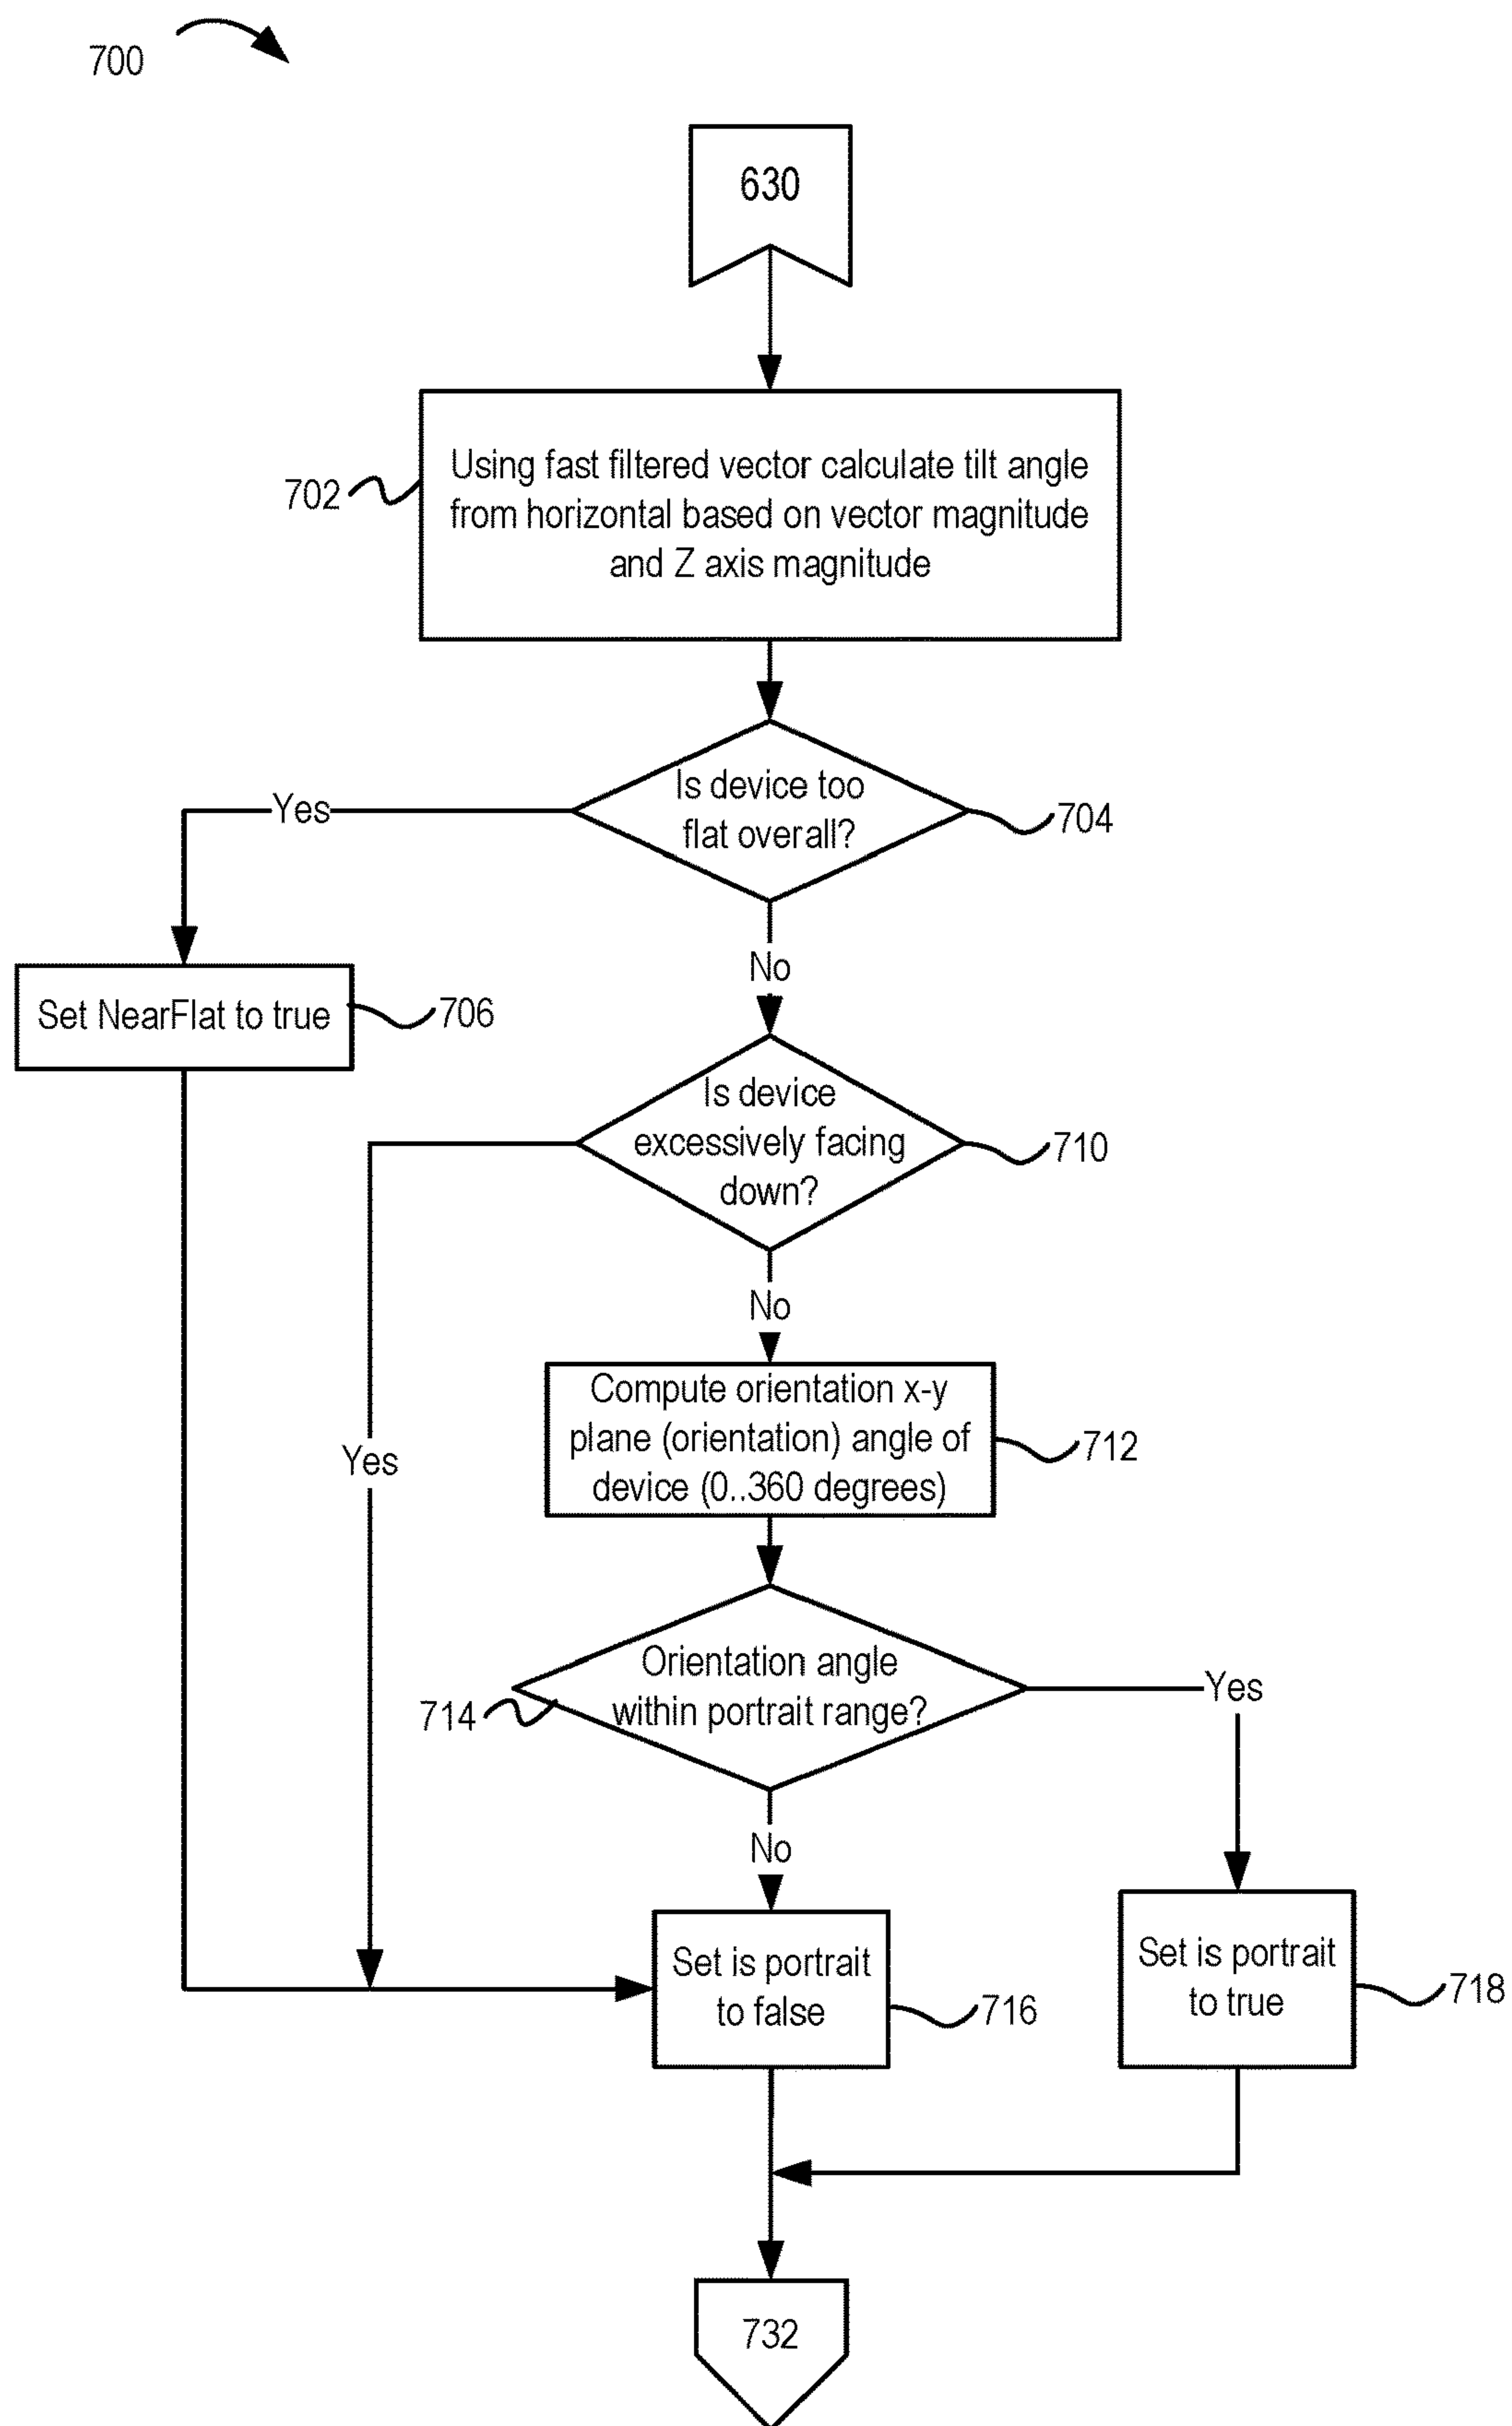 700
630
Using fast filtered vector calculate tilt angle
from horizontal based on vector magnitude
and Z axis magnitude
702
Is device too
flat overall?
704
Yes
No
Set NearFlat to true
706
Is device
excessively facing
down?
710
Yes
No
Compute orientation x-y
plane (orientation) angle of
device (0..360 degrees)
712
Orientation angle
within portrait range?
714
Yes
No
Set is portrait
to false
716
Set is portrait
to true
718
732